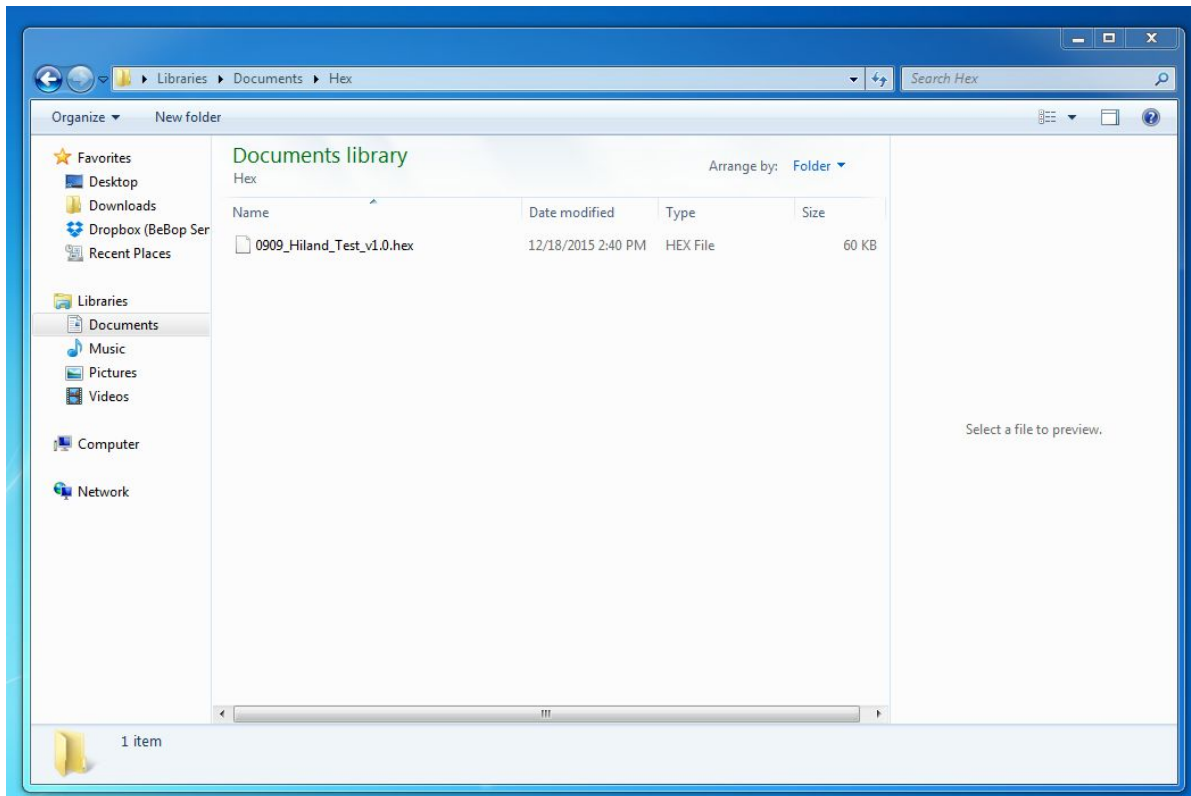 Libraries Documents Hex
Search Hex
Organize New folder
Favorites
Desktop
Downloads
Dropbox (BeBop Ser
Recent Places
Libraries
Documents
Music
Pictures
Videos
Computer
Network
Documents library
Hex
Arrange by: Folder
Name Date modified Type Size
0909_Hiland_Test_v1.0.hex 12/18/2015 2:40 PM HEX File 60 KB
Select a file to preview.
1 item